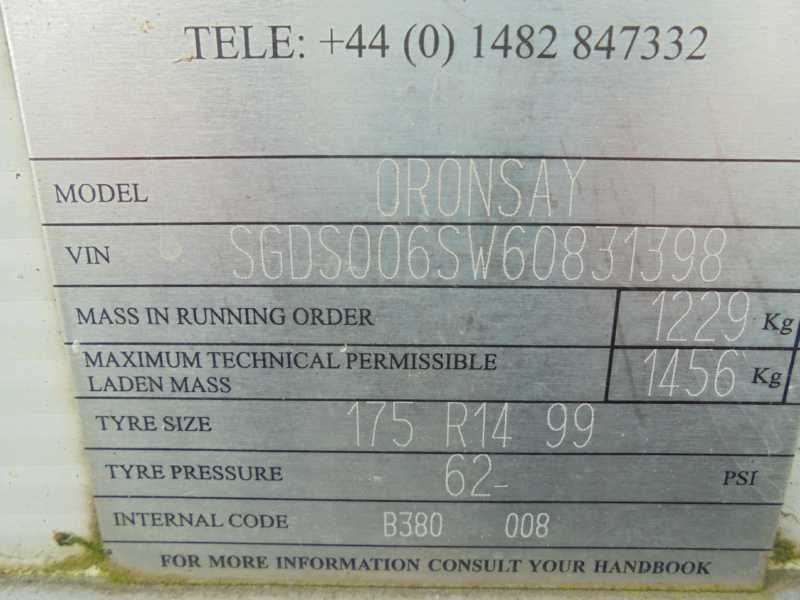 TELE: +44 (0) 1482 847332
MODEL ORONSAY
VIN SGDS006SW60831398
MASS IN RUNNING ORDER 1229 Kg
MAXIMUM TECHNICAL PERMISSIBLE
LADEN MASS 1456 Kg
TYRE SIZE 175 R14 99
TYRE PRESSURE 62- PSI
INTERNAL CODE B380 008
FOR MORE INFORMATION CONSULT YOUR HANDBOOK